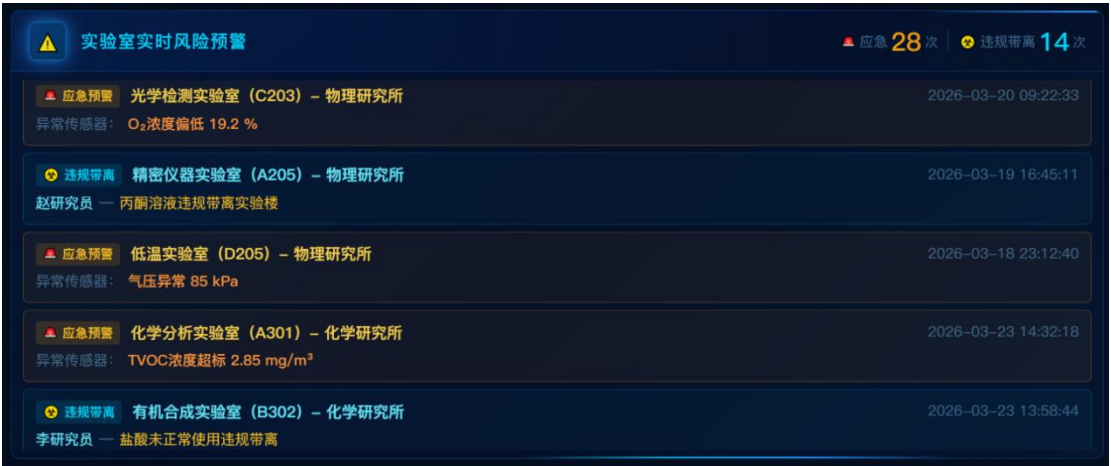 实验室实时风险预警
应急 28 次 违规带离 14 次
应急预警 光学检测实验室（C203）– 物理研究所 2026–03–20 09:22:33
异常传感器： O₂浓度偏低 19.2 %
违规带离 精密仪器实验室（A205）– 物理研究所 2026–03–19 16:45:11
赵研究员 — 丙酮溶液违规带离实验楼
应急预警 低温实验室（D205）– 物理研究所 2026–03–18 23:12:40
异常传感器： 气压异常 85 kPa
应急预警 化学分析实验室（A301）– 化学研究所 2026–03–23 14:32:18
异常传感器： TVOC浓度超标 2.85 mg/m³
违规带离 有机合成实验室（B302）– 化学研究所 2026–03–23 13:58:44
李研究员 — 盐酸未正常使用违规带离